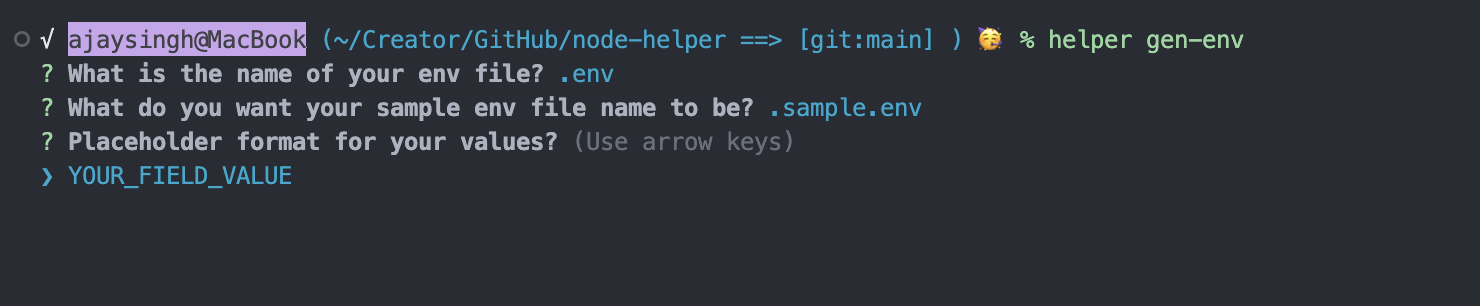 √ ajaysingh@MacBook (~/Creator/GitHub/node-helper ==> [git:main] ) 🥳 % helper gen-env
? What is the name of your env file? .env
? What do you want your sample env file name to be? .sample.env
? Placeholder format for your values? (Use arrow keys)
❯ YOUR_FIELD_VALUE